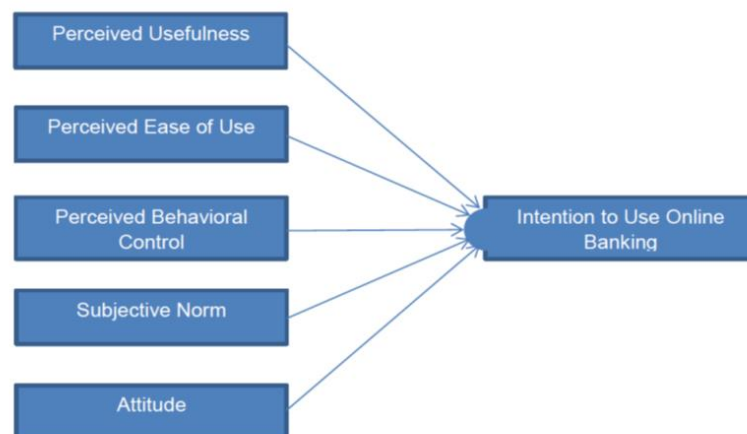 Perceived Usefulness
Perceived Ease of Use
Perceived Behavioral
Control
Subjective Norm
Attitude
Intention to Use Online
Banking